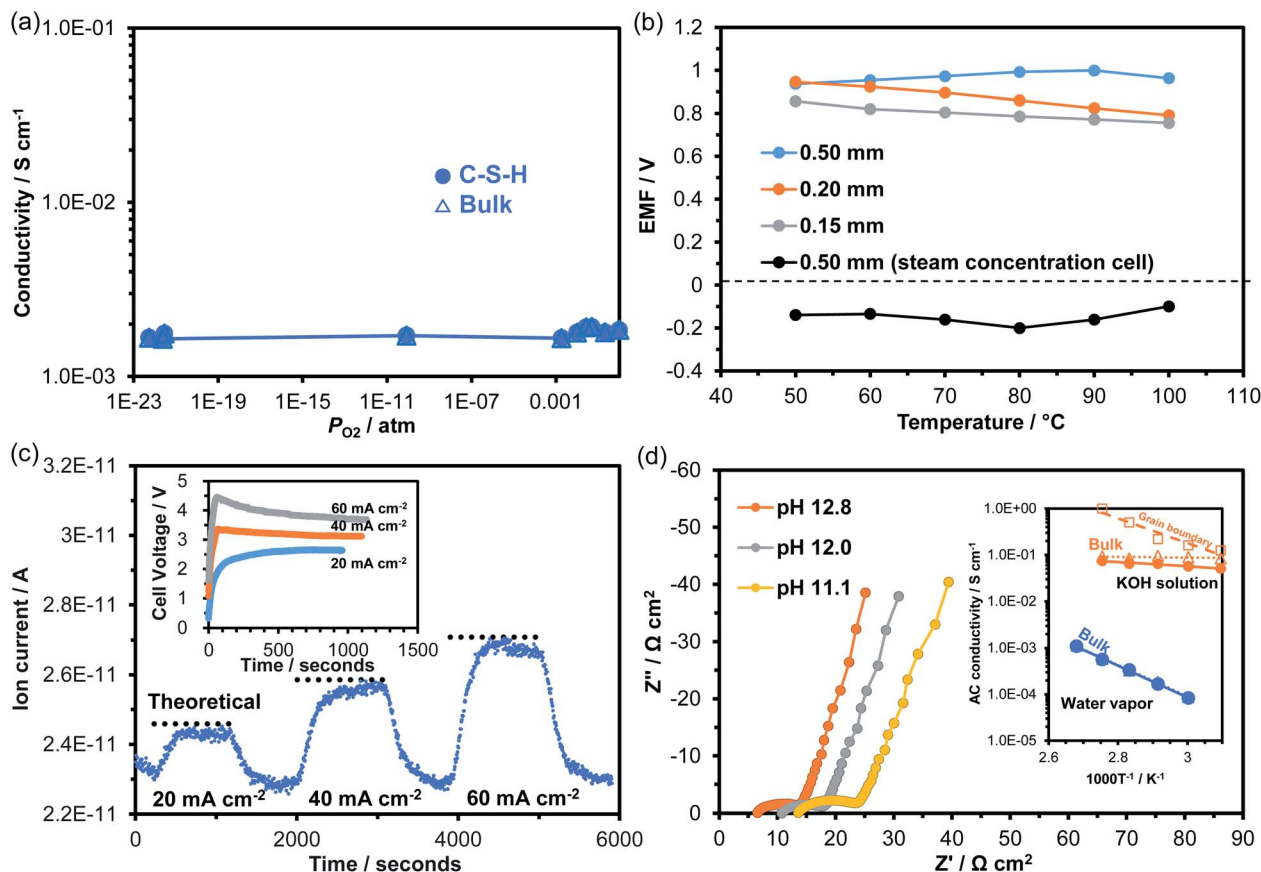 (a)
1.0E-01
1.0E-02
1.0E-03
Conductivity / S cm-1
C-S-H
Bulk
1E-23 1E-19 1E-15 1E-11 1E-07 0.001
PO2 / atm
(b)
1.2
1
0.8
0.6
0.4
0.2
0
-0.2
-0.4
EMF / V
0.50 mm
0.20 mm
0.15 mm
0.50 mm (steam concentration cell)
40 50 60 70 80 90 100 110
Temperature / °C
(c)
3.2E-11
3.0E-11
2.8E-11
2.6E-11
2.4E-11
2.2E-11
Ion current / A
5
4
3
2
1
0
Cell Voltage / V
60 mA cm-2
40 mA cm-2
20 mA cm-2
0 500 1000 1500
Time / seconds
Theoretical
20 mA cm-2
40 mA cm-2
60 mA cm-2
0 2000 4000 6000
Time / seconds
(d)
-60
-50
-40
-30
-20
-10
0
Z'' / Ω cm2
pH 12.8
pH 12.0
pH 11.1
1.0E+00
1.0E-01
1.0E-02
1.0E-03
1.0E-04
1.0E-05
AC conductivity / S cm-1
Grain boundary
Bulk
KOH solution
Bulk
Water vapor
2.6 2.8 3
1000T-1 / K-1
0 10 20 30 40 50 60 70 80 90
Z' / Ω cm2